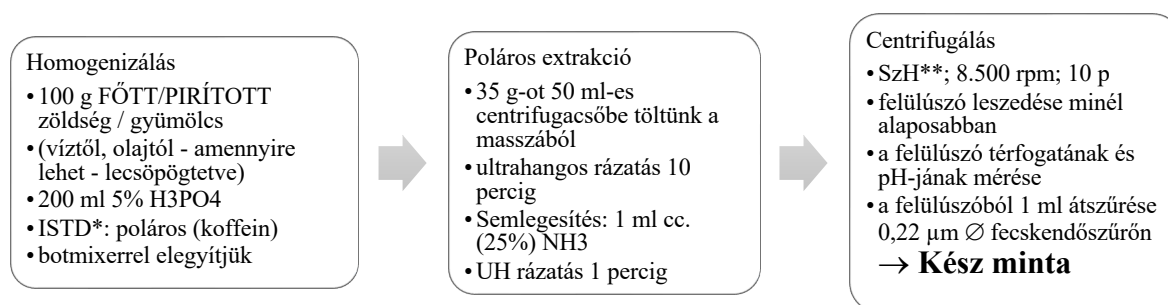 Homogenizálás
• 100 g FŐTT/PIRÍTOTT
zöldség / gyümölcs
• (víztől, olajtól - amennyire
lehet - lecsöpögtetve)
• 200 ml 5% H3PO4
• ISTD*: poláros (koffein)
• botmixerrel elegyítjük
Poláros extrakció
• 35 g-ot 50 ml-es
centrifugacsőbe töltünk a
masszából
• ultrahangos rázatás 10
percig
• Semlegesítés: 1 ml cc.
(25%) NH3
• UH rázatás 1 percig
Centrifugálás
• SzH**; 8.500 rpm; 10 p
• felülúszó leszedése minél
alaposabban
• a felülúszó térfogatának és
pH-jának mérése
• a felülúszóból 1 ml átszűrése
0,22 µm ∅ fecskendőszűrőn
→ Kész minta